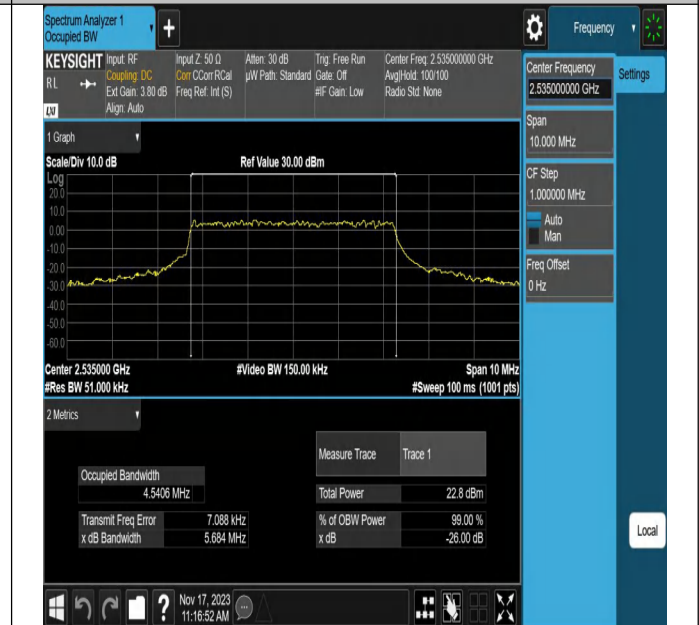 Spectrum Analyzer 1
Occupied BW
Frequency
KEYSIGHT
RL
LXI
Input: RF
Coupling: DC
Ext Gain: 3.80 dB
Align: Auto
Input Z: 50 Ω
Corr CCorr RCal
Freq Ref: Int (S)
Atten: 30 dB
µW Path: Standard
Trig: Free Run
Gate: Off
#IF Gain: Low
Center Freq: 2.535000000 GHz
Avg|Hold: 100/100
Radio Std: None
Center Frequency
2.535000000 GHz
Settings
Span
10.000 MHz
CF Step
1.000000 MHz
Auto
Man
Freq Offset
0 Hz
Local
1 Graph
Scale/Div 10.0 dB
Ref Value 30.00 dBm
Log
20.0
10.0
0.00
-10.0
-20.0
-30.0
-40.0
-50.0
-60.0
Center 2.535000 GHz
#Video BW 150.00 kHz
Span 10 MHz
#Res BW 51.000 kHz
#Sweep 100 ms (1001 pts)
2 Metrics
Measure Trace Trace 1
Occupied Bandwidth
4.5406 MHz
Total Power 22.8 dBm
Transmit Freq Error 7.088 kHz
% of OBW Power 99.00 %
x dB Bandwidth 5.684 MHz
x dB -26.00 dB
?
Nov 17, 2023
11:16:52 AM